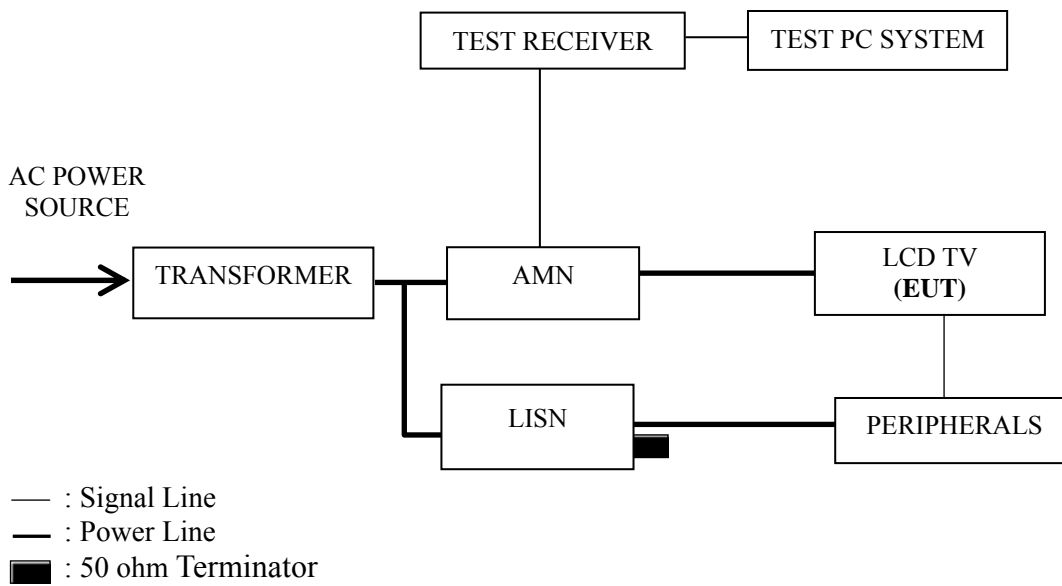 TEST RECEIVER
TEST PC SYSTEM
AC POWER
SOURCE
TRANSFORMER
AMN
LCD TV
(EUT)
LISN
PERIPHERALS
: Signal Line
: Power Line
: 50 ohm Terminator